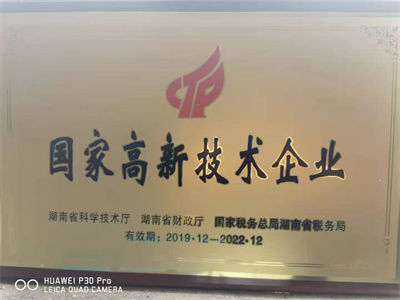 CTP
国家高新技术企业
湖南省科学技术厅 湖南省财政厅 国家税务总局湖南省税务局
有效期：2019·12—2022·12
HUAWEI P30 Pro
LEICA QUAD CAMERA